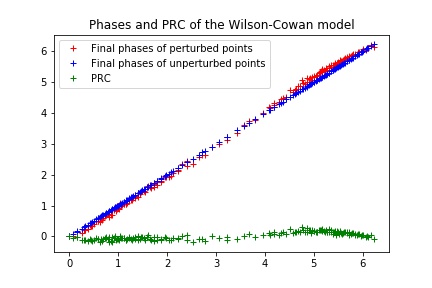 Phases and PRC of the Wilson-Cowan model
Final phases of perturbed points
Final phases of unperturbed points
PRC
6
5
4
3
2
1
0
0 1 2 3 4 5 6